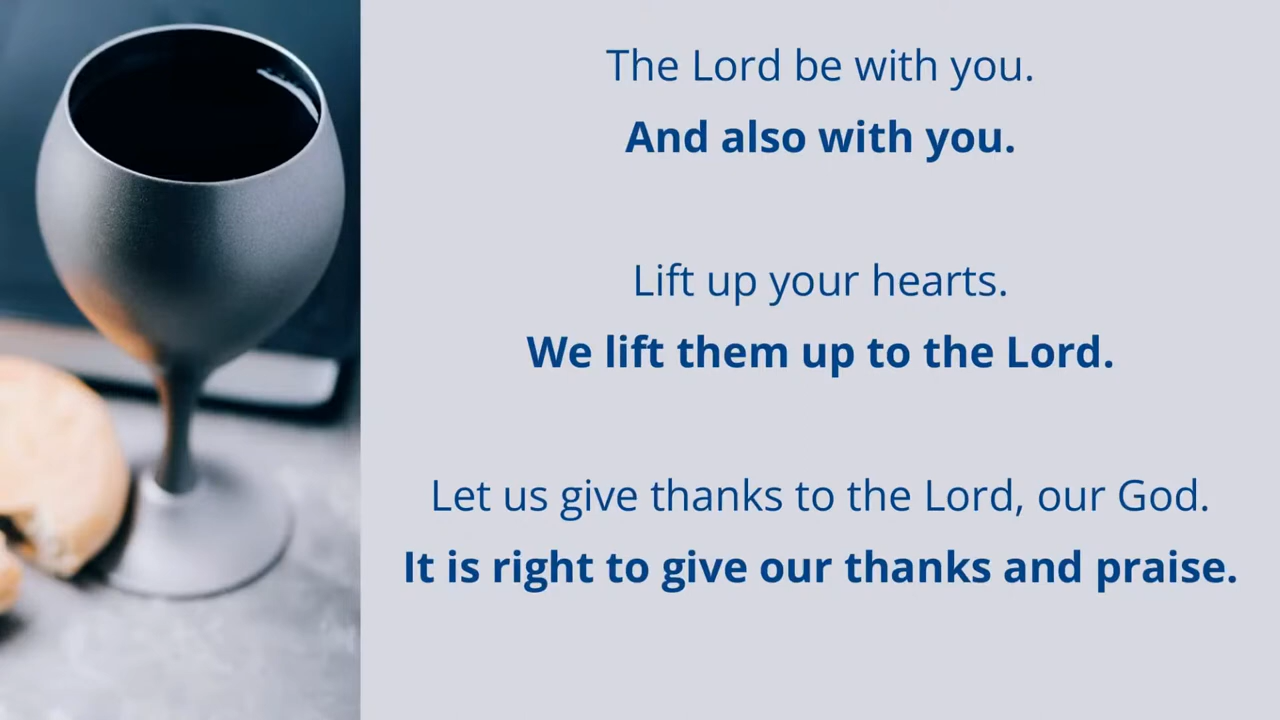 The Lord be with you.
And also with you.
Lift up your hearts.
We lift them up to the Lord.
Let us give thanks to the Lord, our God.
It is right to give our thanks and praise.